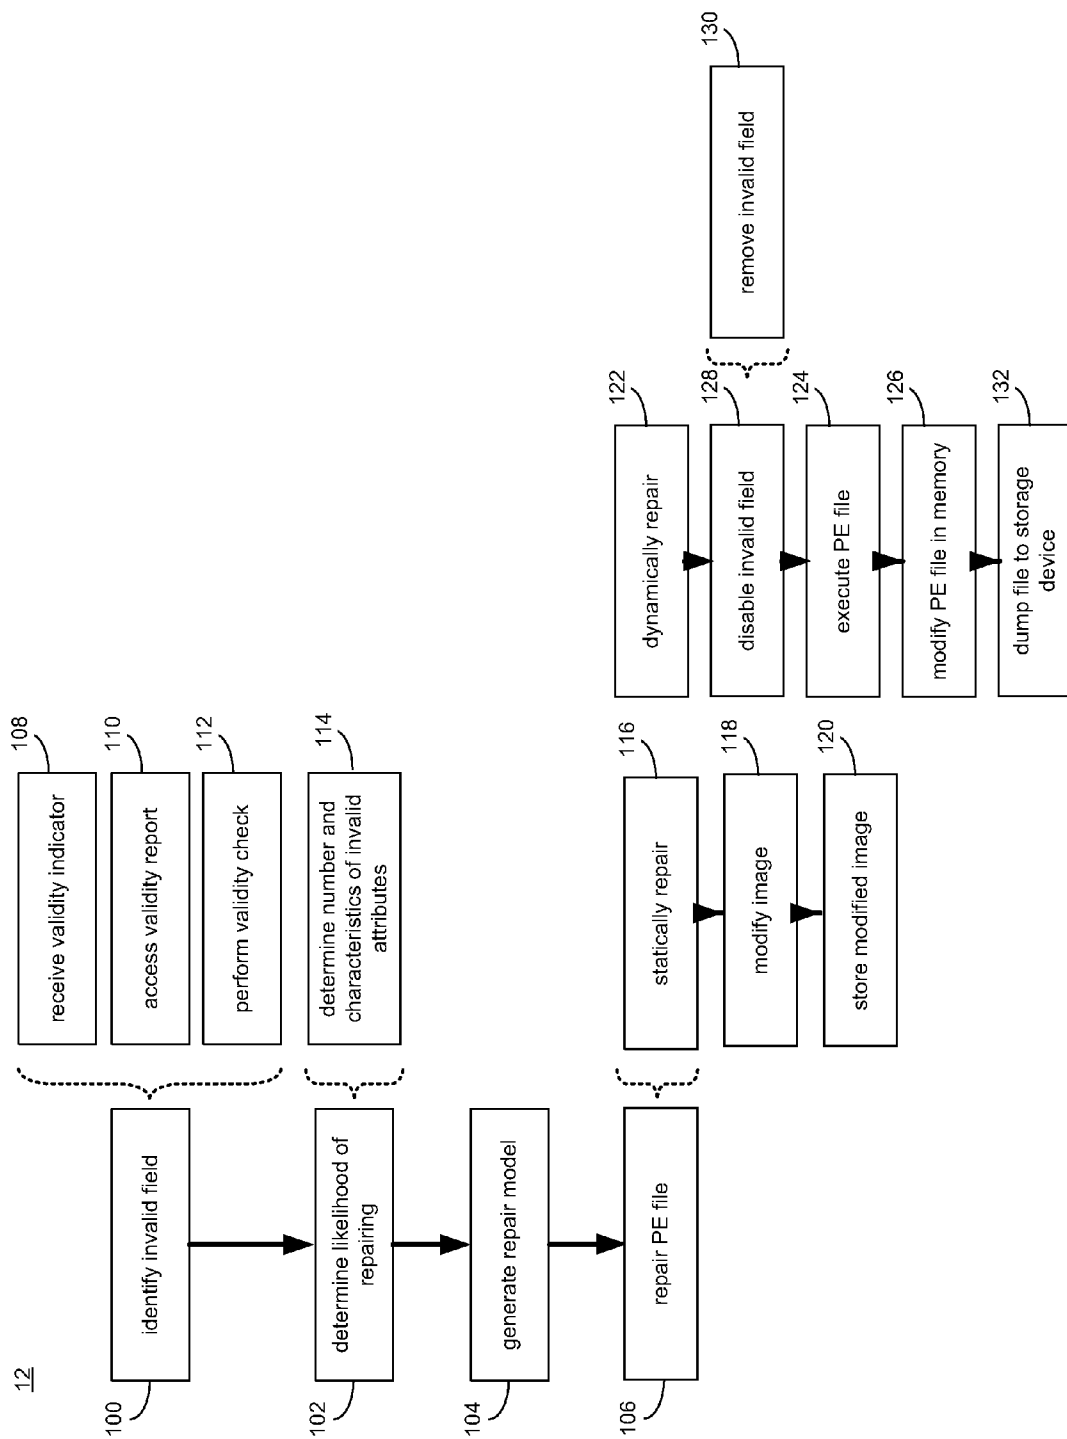 12
100
identify invalid field
102
determine likelihood of
repairing
104
generate repair model
106
repair PE file
108
receive validity indicator
110
access validity report
112
perform validity check
114
determine number and
characteristics of invalid
attributes
116
statically repair
118
modify image
120
store modified image
122
dynamically repair
128
disable invalid field
124
execute PE file
126
modify PE file in memory
132
dump file to storage
device
130
remove invalid field